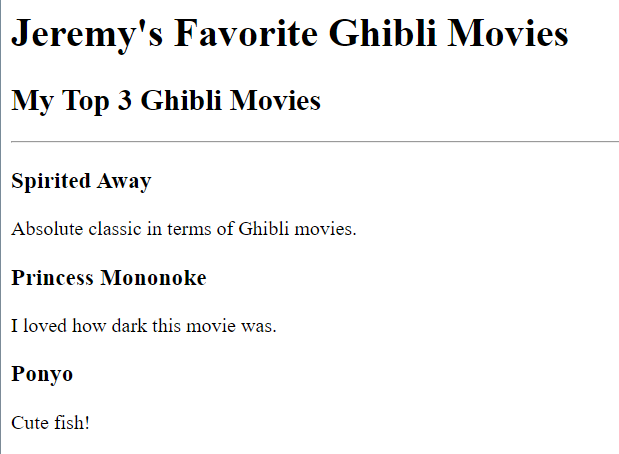 Jeremy's Favorite Ghibli Movies
My Top 3 Ghibli Movies
Spirited Away
Absolute classic in terms of Ghibli movies.
Princess Mononoke
I loved how dark this movie was.
Ponyo
Cute fish!